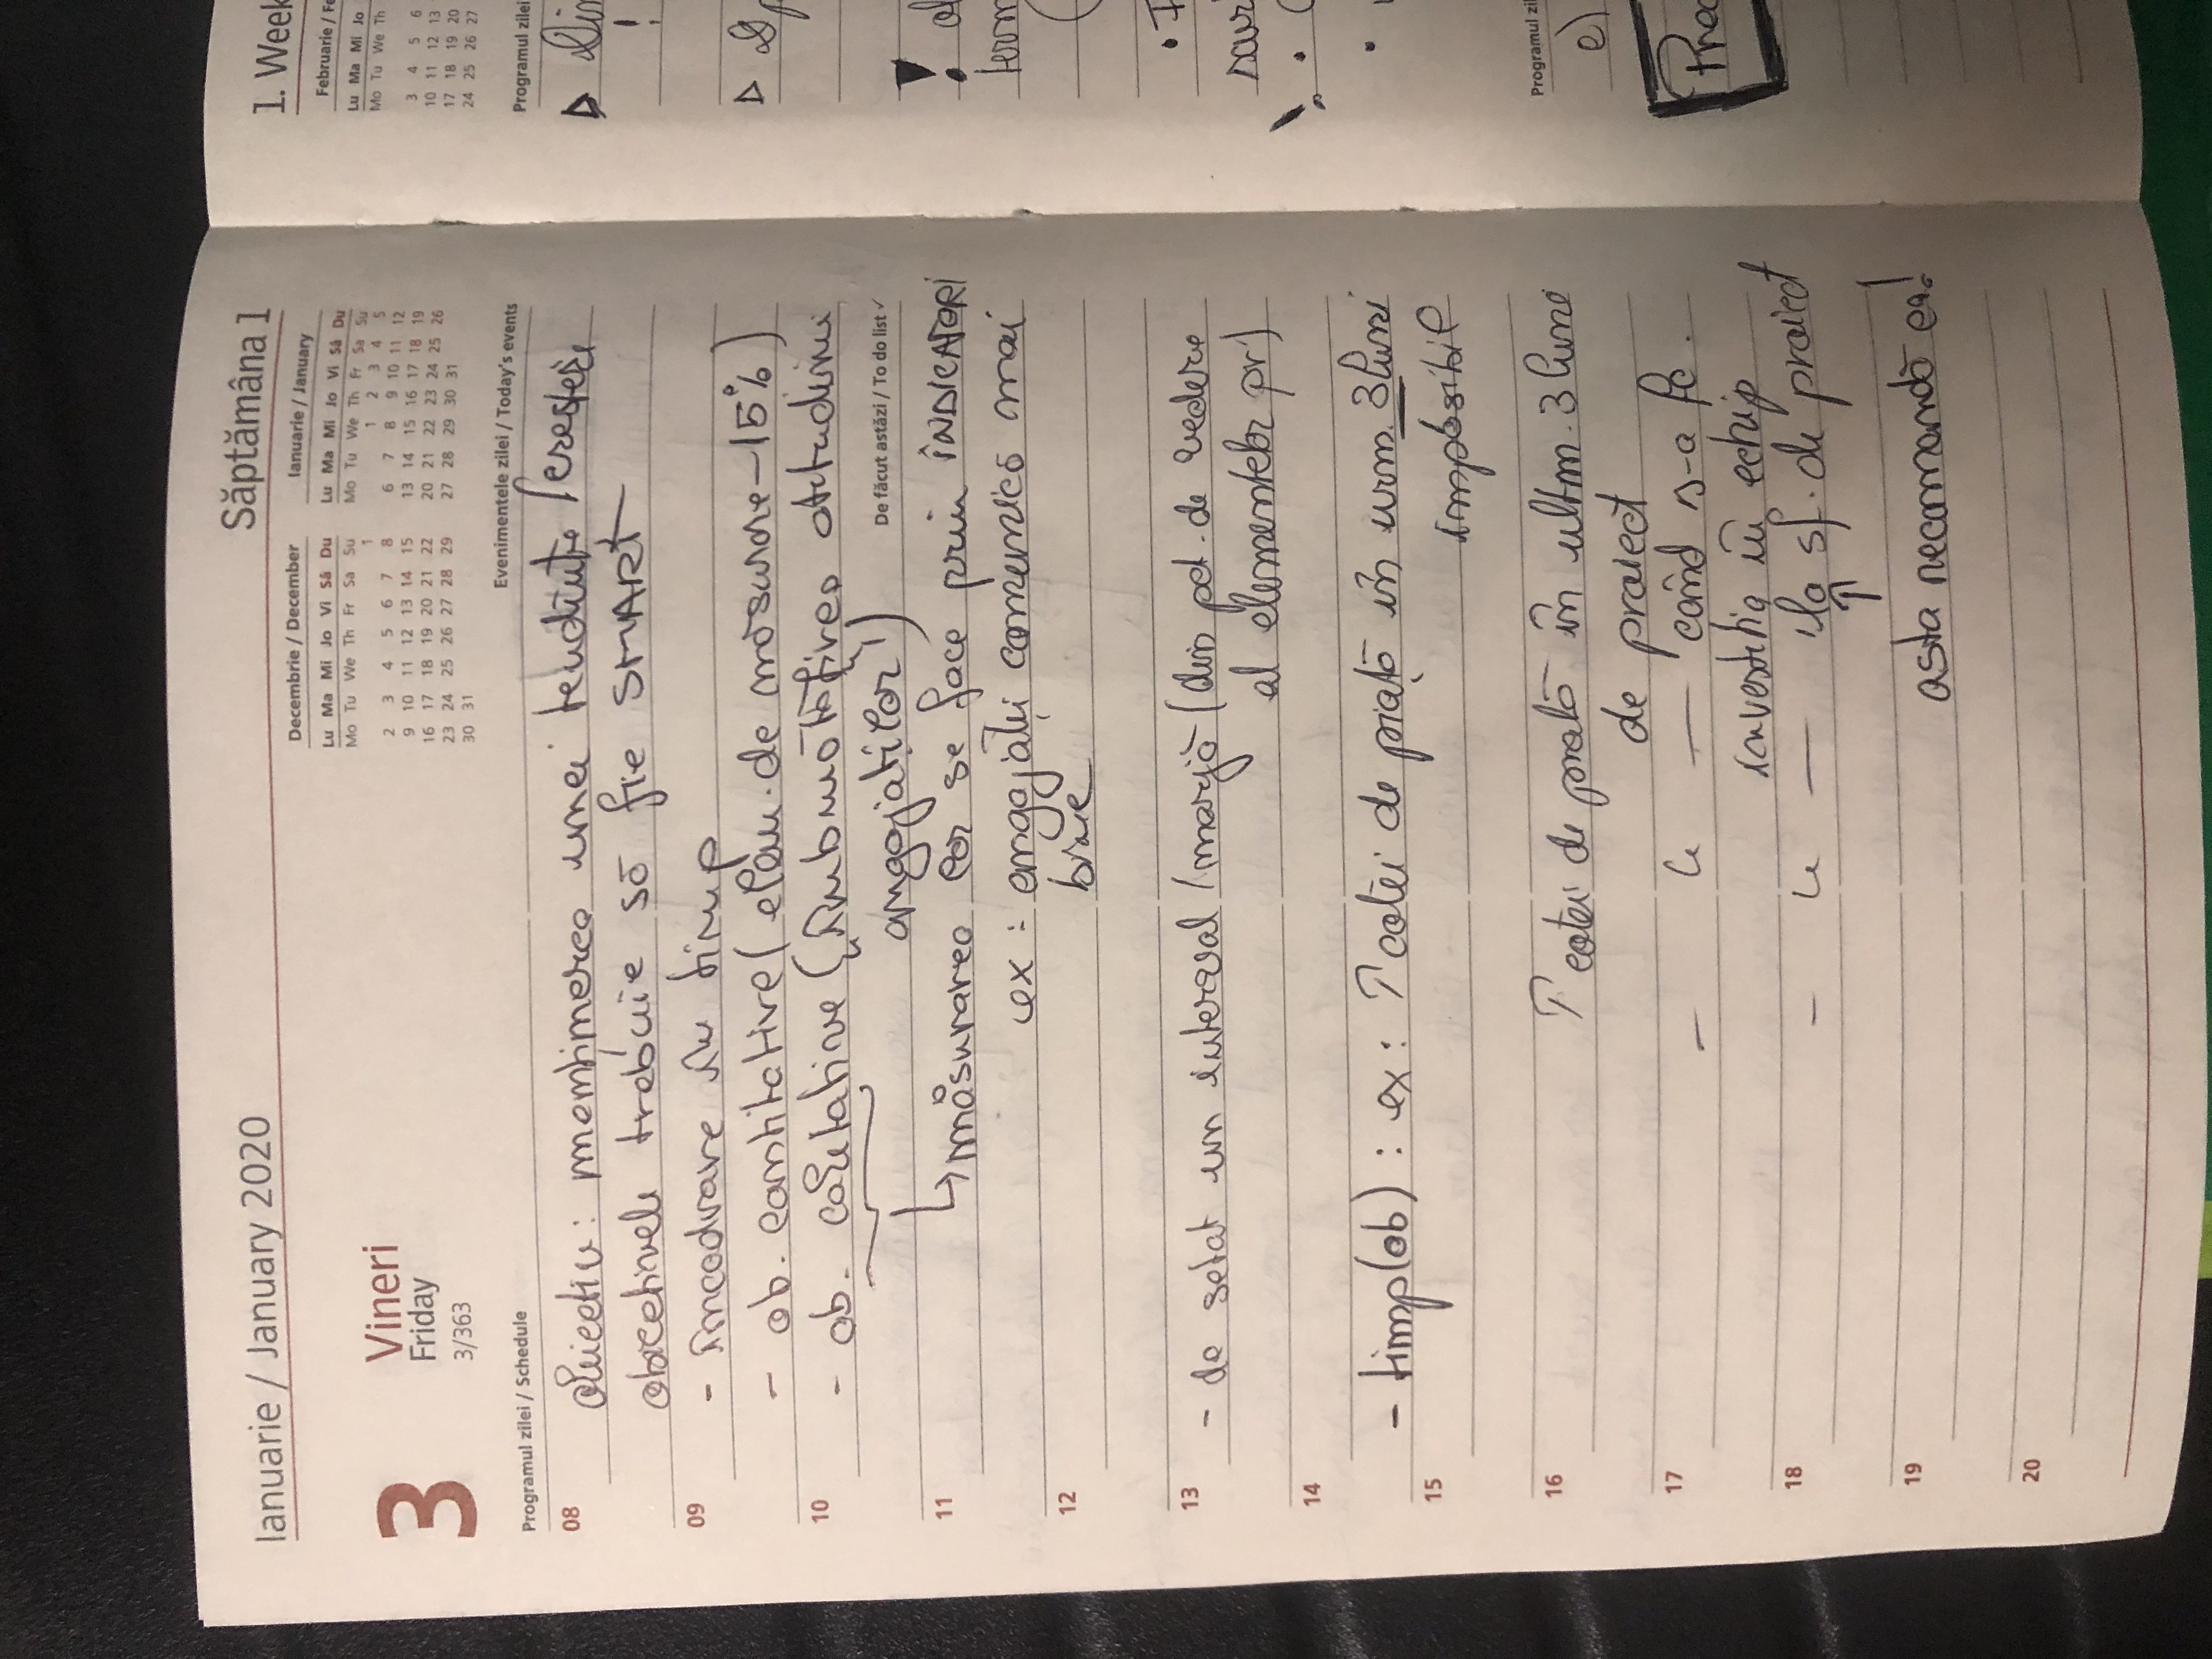 Ianuarie / January 2020
Săptămâna 1
3
Vineri
Friday
3/363
Decembrie / December
Lu Ma Mi Jo Vi Sâ Du
Mo Tu We Th Fr Sa Su
1
2 3 4 5 6 7 8
9 10 11 12 13 14 15
16 17 18 19 20 21 22
23 24 25 26 27 28 29
30 31
Ianuarie / January
Lu Ma Mi Jo Vi Sâ Du
Mo Tu We Th Fr Sa Su
1 2 3 4 5
6 7 8 9 10 11 12
13 14 15 16 17 18 19
20 21 22 23 24 25 26
27 28 29 30 31
Programul zilei / Schedule
Evenimentele zilei / Today's events
08 obiectiv: menținerea unei tendințe / creșteri
obiectivele trebuie să fie SMART
09 - încadrare în timp
- ob. cantitative ( elem. de măsurare - 15% )
10 - ob. calitative ( „îmbunătățirea atitudinii
angajaților" )
De făcut astăzi / To do list ✓
11 ↳ măsurarea lor se face prin INDICATORI
ex : angajații comunică mai
12 bine
13 - de setat un interval / marjă ( din pct. de vedere
al elementelor pr )
14
- timp (ob) : ex : ↑ cotei de piață în urm. 3 luni
15 imposibil
16 ↑ cotei de piață în ultm. 3 luni
de proiect
17 — 〃 — când s-a fc.
investiția în echip
18 — 〃 — la sf. de proiect
↑
19 asta recomandă ea!
20
1. Week
Februarie / Fe
Lu Ma Mi Jo
Mo Tu We Th
3 4 5 6
10 11 12 13
17 18 19 20
24 25 26 27
Programul zilei
Programul zil
e)